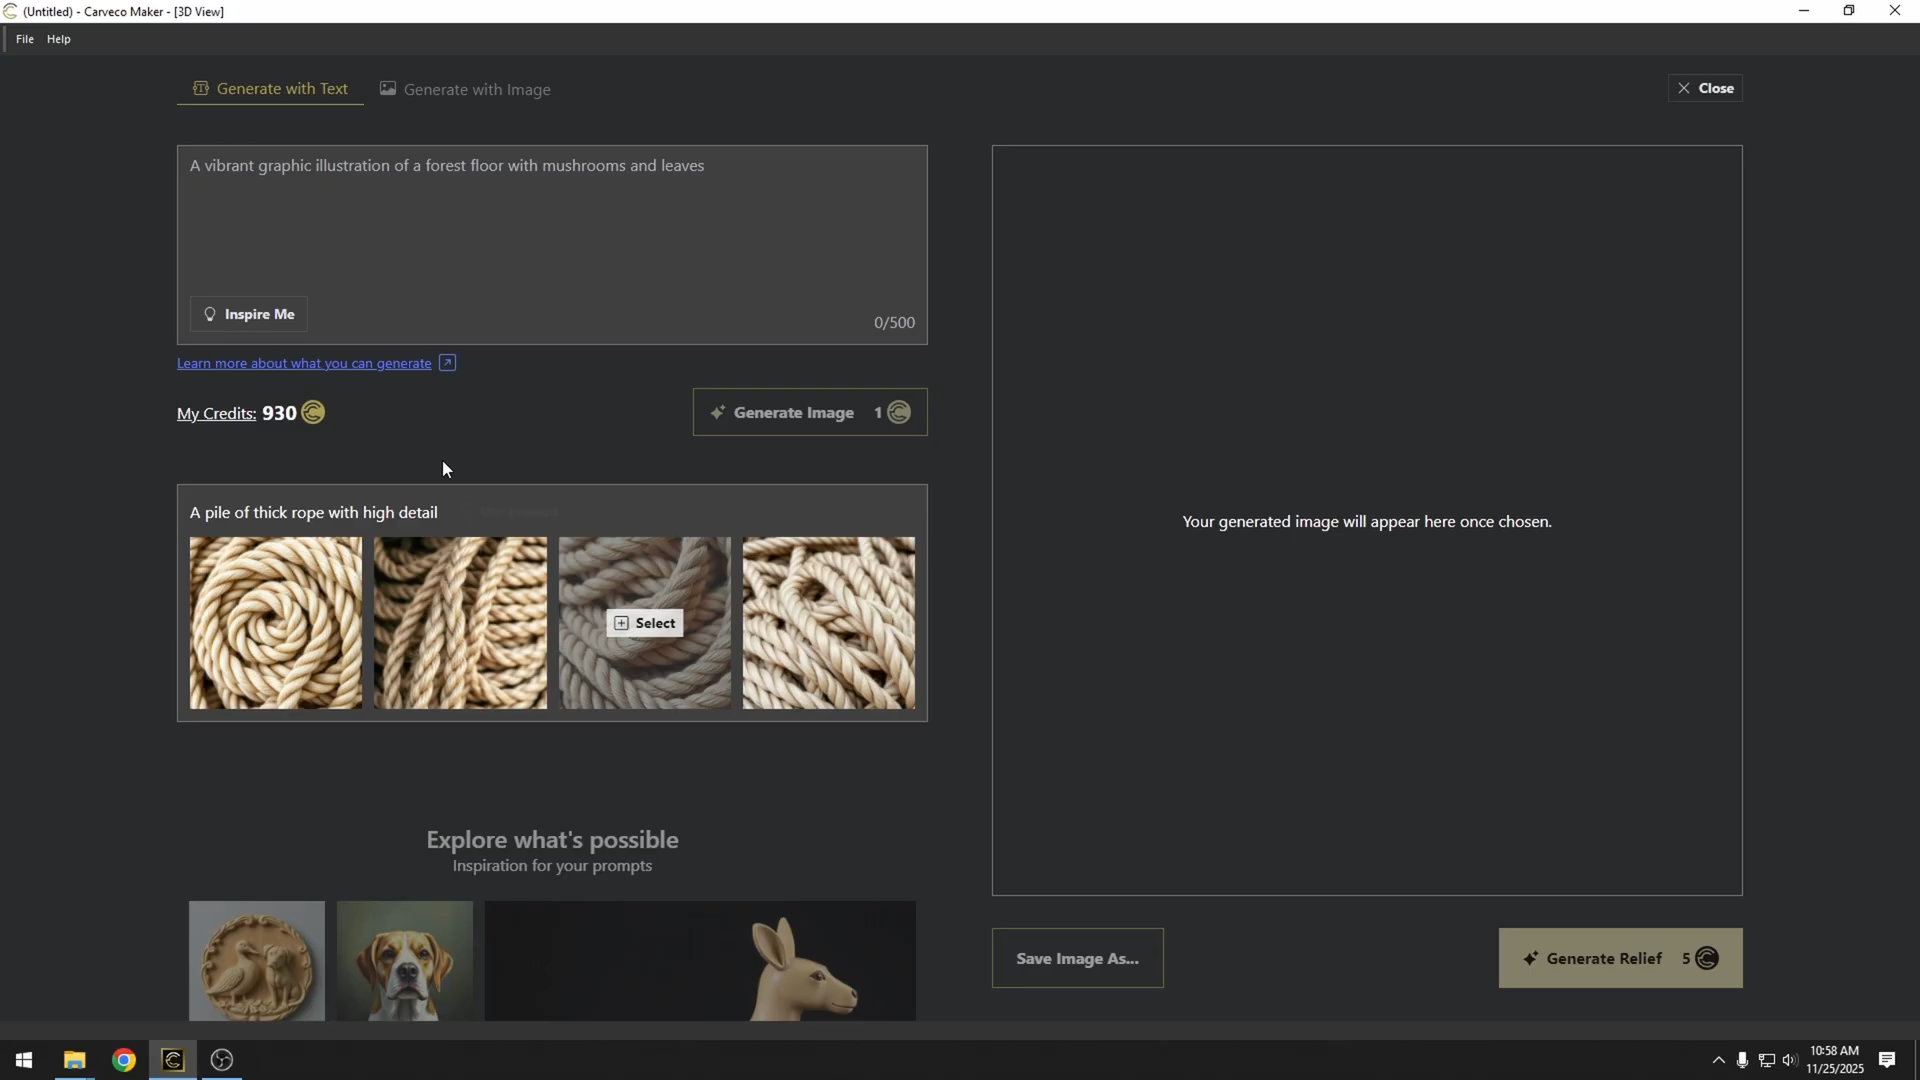 (Untitled) - Carveco Maker - [3D View]
File Help
Generate with Text
Generate with Image
Close
A vibrant graphic illustration of a forest floor with mushrooms and leaves
Inspire Me
0/500
Learn more about what you can generate
My Credits: 930
Generate Image 1
A pile of thick rope with high detail
Select
Explore what's possible
Inspiration for your prompts
Your generated image will appear here once chosen.
Save Image As...
Generate Relief 5
10:58 AM
11/25/2025